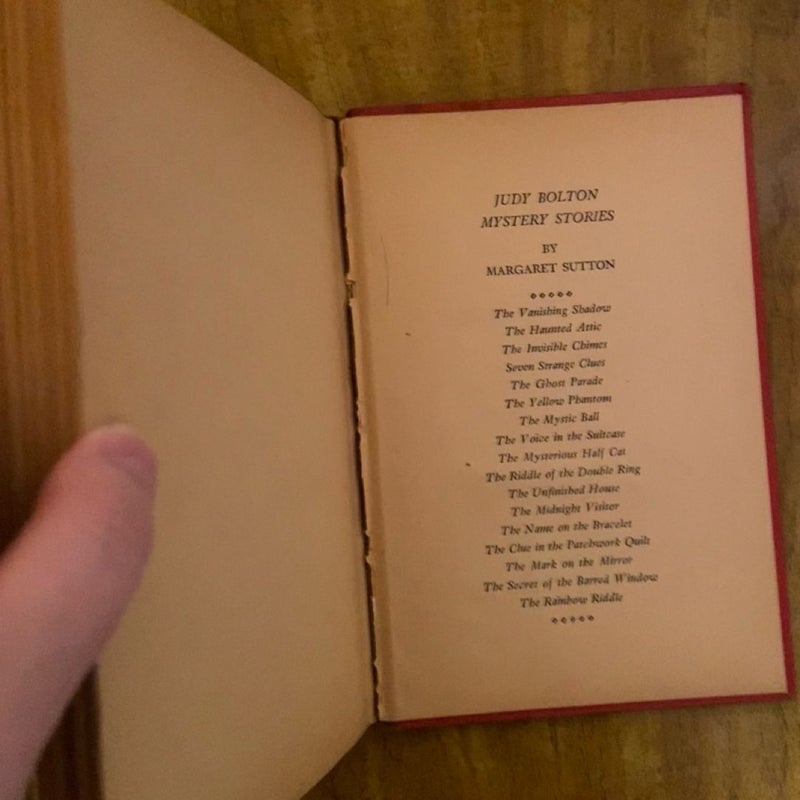 JUDY BOLTON
MYSTERY STORIES
BY
MARGARET SUTTON
The Vanishing Shadow
The Haunted Attic
The Invisible Chimes
Seven Strange Clues
The Ghost Parade
The Yellow Phantom
The Mystic Ball
The Voice in the Suitcase
The Mysterious Half Cat
The Riddle of the Double Ring
The Unfinished House
The Midnight Visitor
The Name on the Bracelet
The Clue in the Patchwork Quilt
The Mark on the Mirror
The Secret of the Barred Window
The Rainbow Riddle